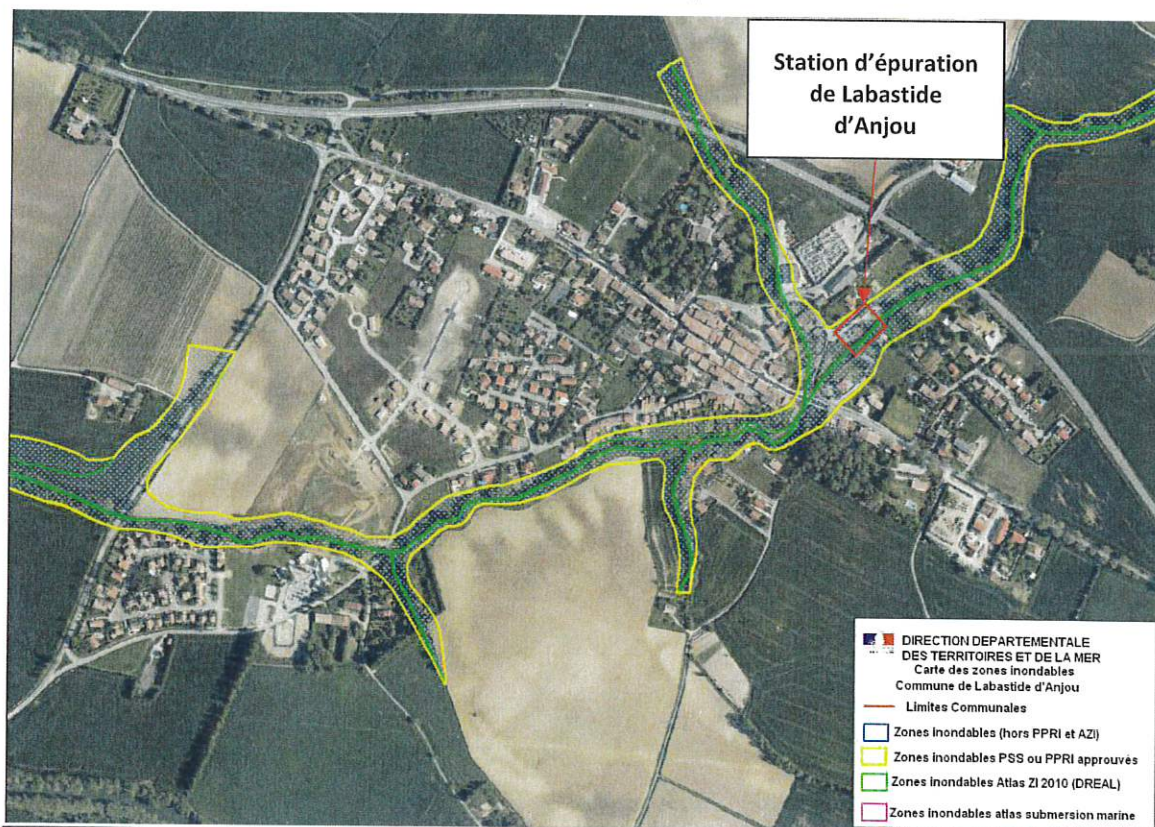 Station d'épuration
de Labastide
d'Anjou
DIRECTION DEPARTEMENTALE
DES TERRITOIRES ET DE LA MER
Carte des zones inondables
Commune de Labastide d'Anjou
Limites Communales
Zones inondables (hors PPRI et AZI)
Zones inondables PSS ou PPRI approuvés
Zones inondables Atlas ZI 2010 (DREAL)
Zones inondables atlas submersion marine